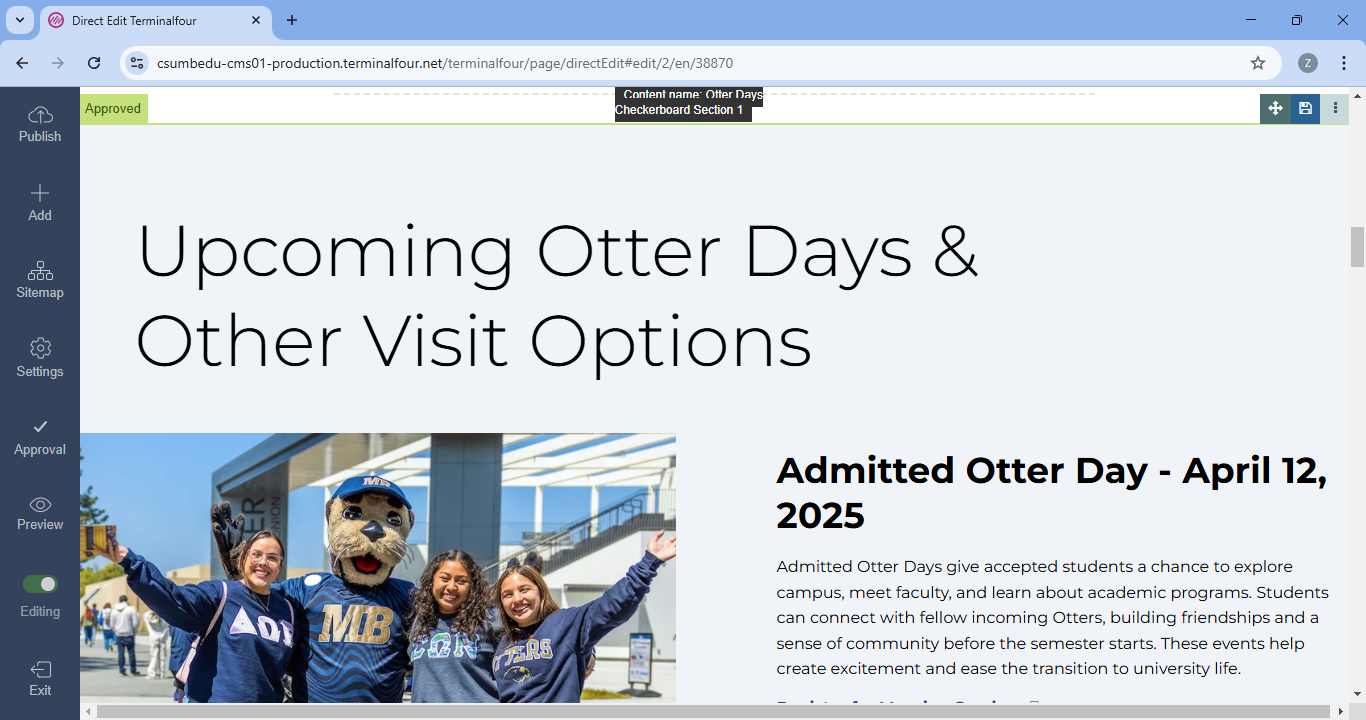 Direct Edit Terminalfour
csumbedu-cms01-production.terminalfour.net/terminalfour/page/directEdit#edit/2/en/38870
Z
Approved
Content name: Otter Days
Checkerboard Section 1
Publish
Add
Sitemap
Settings
Approval
Preview
Editing
Exit
Upcoming Otter Days &
Other Visit Options
MB
MB
ΔΟΠ
OTTERS
Admitted Otter Day - April 12,
2025
Admitted Otter Days give accepted students a chance to explore
campus, meet faculty, and learn about academic programs. Students
can connect with fellow incoming Otters, building friendships and a
sense of community before the semester starts. These events help
create excitement and ease the transition to university life.